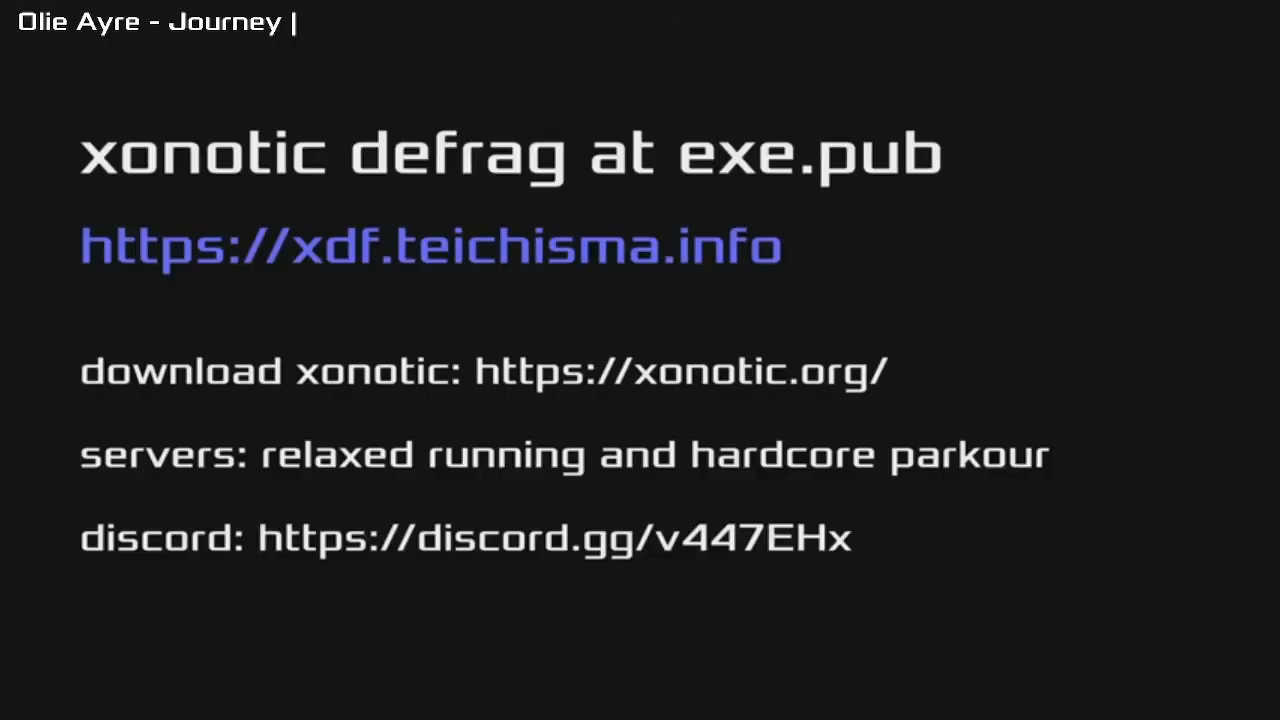 Olie Ayre - Journey |
xonotic defrag at exe.pub
https://xdf.teichisma.info
download xonotic: https://xonotic.org/
servers: relaxed running and hardcore parkour
discord: https://discord.gg/v447EHx